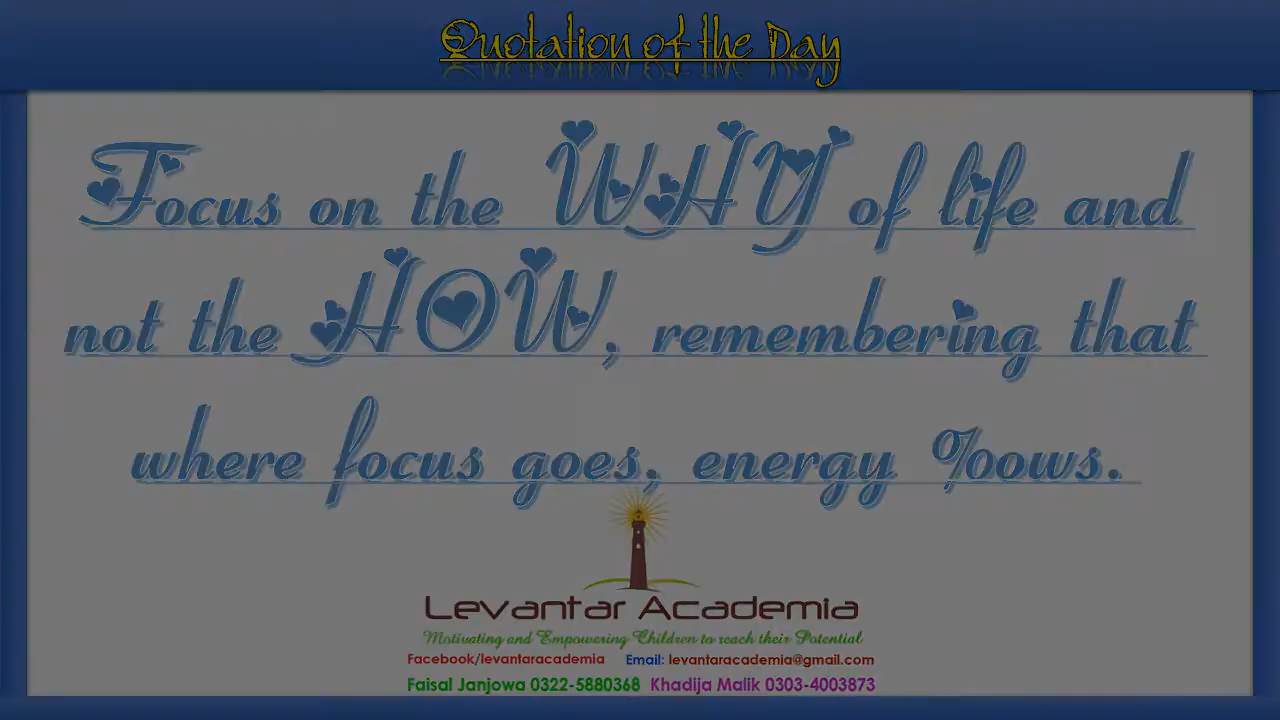 Quotation of the Day
Focus on the WHY of life and
not the HOW, remembering that
where focus goes, energy %ows.
Levantar Academia
Motivating and Empowering Children to reach their Potential
Facebook/levantaracademia Email: levantaracademia@gmail.com
Faisal Janjowa 0322-5880368 Khadija Malik 0303-4003873